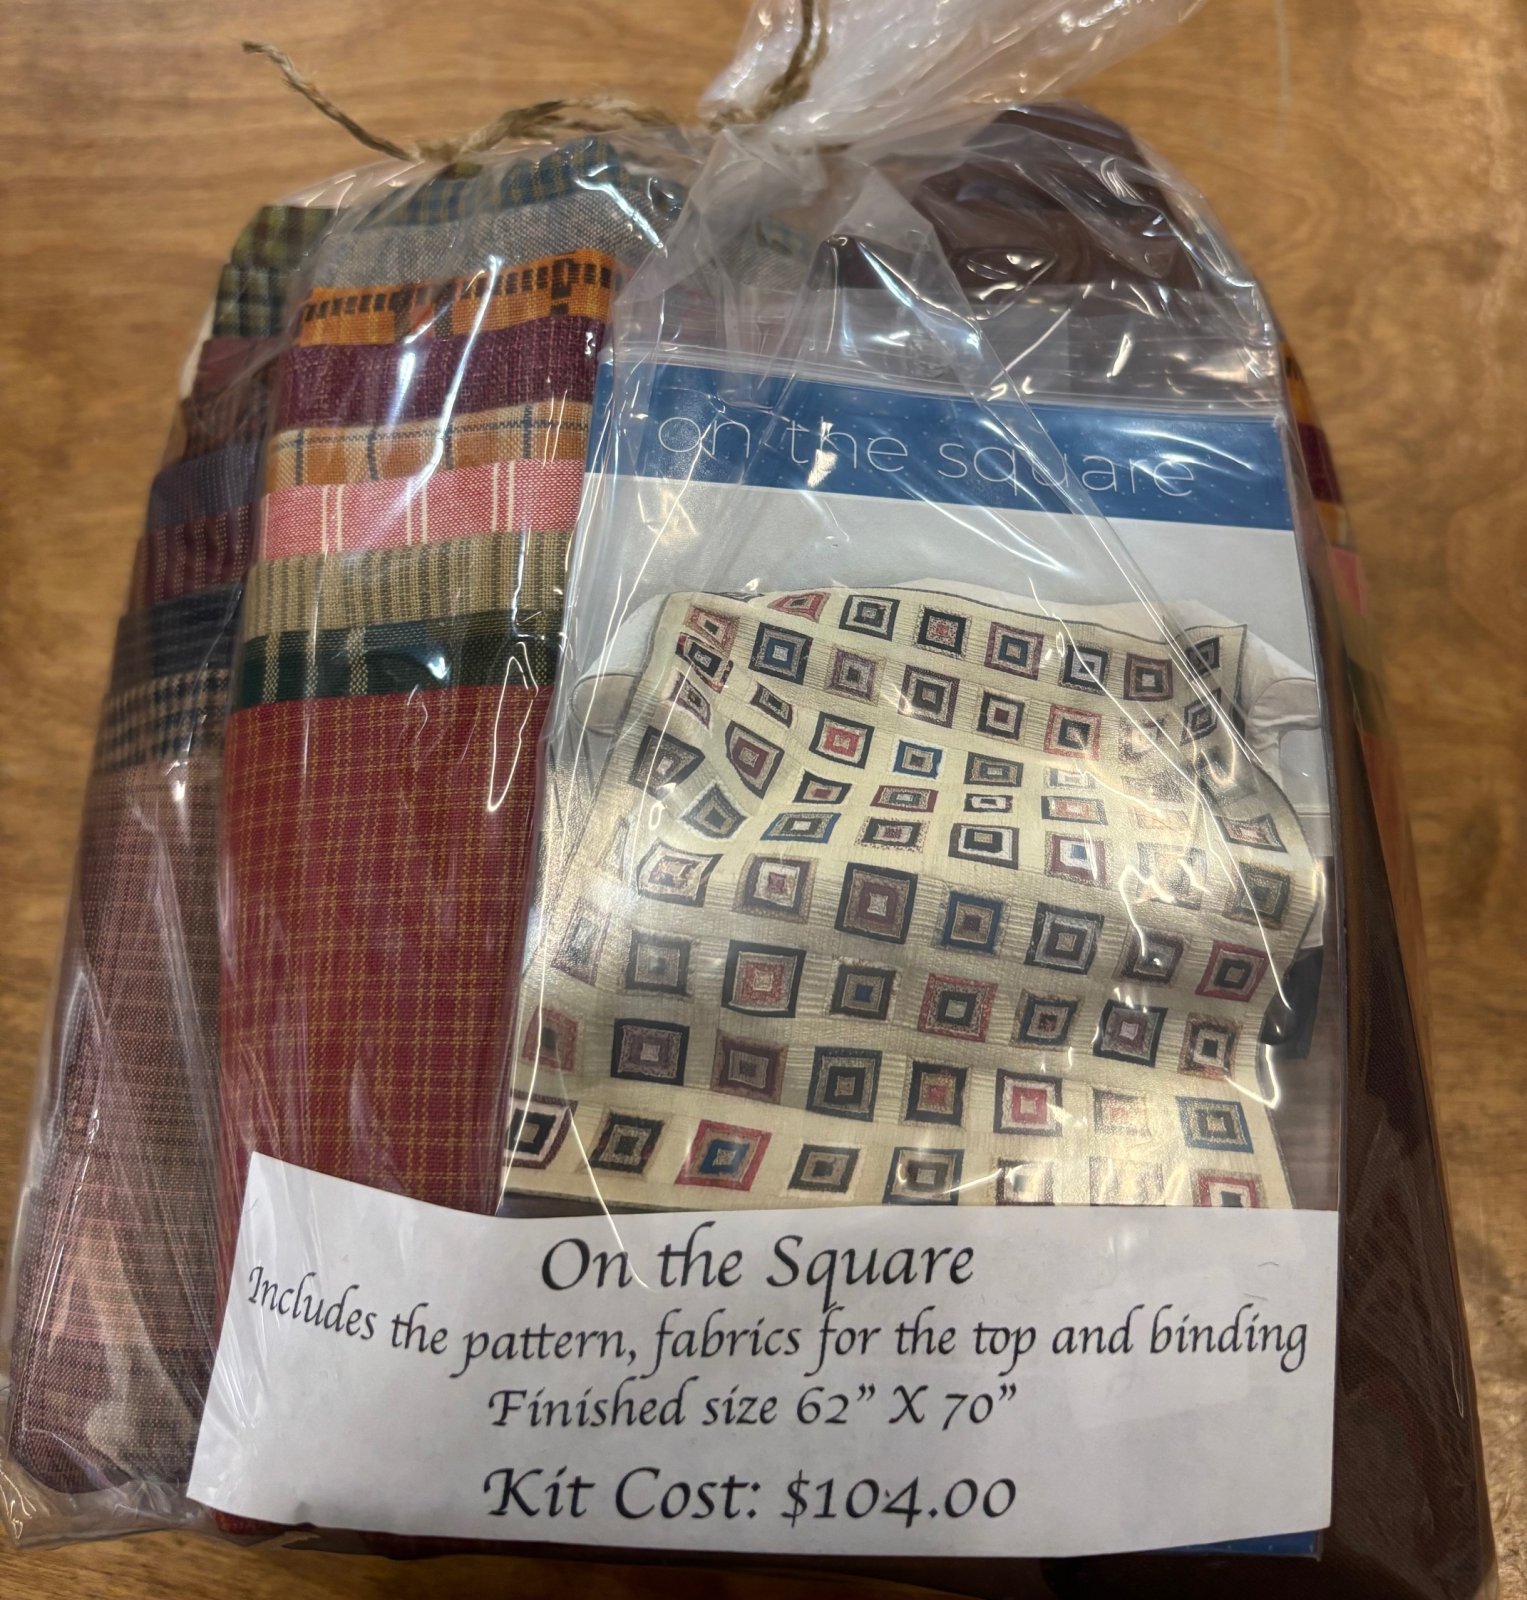 on the square
On the Square
Includes the pattern, fabrics for the top and binding
Finished size 62” X 70”
Kit Cost: $104.00